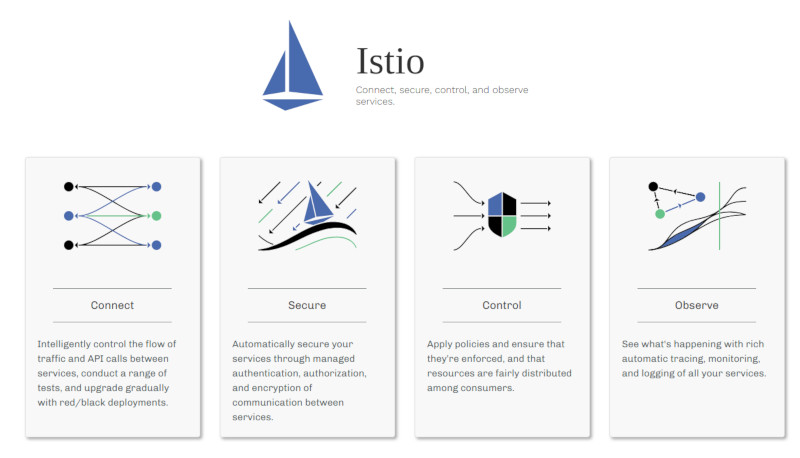 Istio
Connect, secure, control, and observe
services.
Connect
Intelligently control the flow of
traffic and API calls between
services, conduct a range of
tests, and upgrade gradually
with red/black deployments.
Secure
Automatically secure your
services through managed
authentication, authorization,
and encryption of
communication between
services.
Control
Apply policies and ensure that
they're enforced, and that
resources are fairly distributed
among consumers.
Observe
See what's happening with rich
automatic tracing, monitoring,
and logging of all your services.